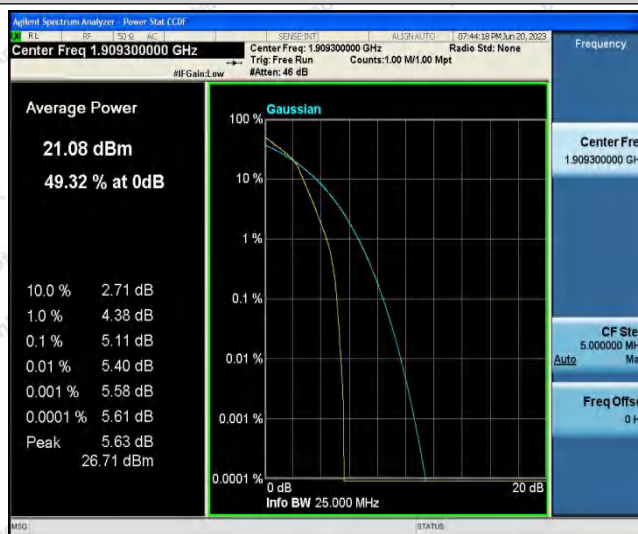 Agilent Spectrum Analyzer - Power Stat CCDF
RL RF 50 Ω AC SENSE:INT ALIGN AUTO 07:44:18 PM Jun 20, 2023
Center Freq 1.909300000 GHz
Center Freq: 1.909300000 GHz Radio Std: None
Trig: Free Run Counts:1.00 M/1.00 Mpt
#IFGain:Low #Atten: 46 dB
Frequency
Average Power
21.08 dBm
49.32 % at 0dB
10.0 % 2.71 dB
1.0 % 4.38 dB
0.1 % 5.11 dB
0.01 % 5.40 dB
0.001 % 5.58 dB
0.0001 % 5.61 dB
Peak 5.63 dB
26.71 dBm
Gaussian
100 %
10 %
1 %
0.1 %
0.01 %
0.001 %
0.0001 %
0 dB 20 dB
Info BW 25.000 MHz
Center Fre
1.909300000 GH
CF Ste
5.000000 MH
Auto Ma
Freq Offs
0 H
MSG STATUS